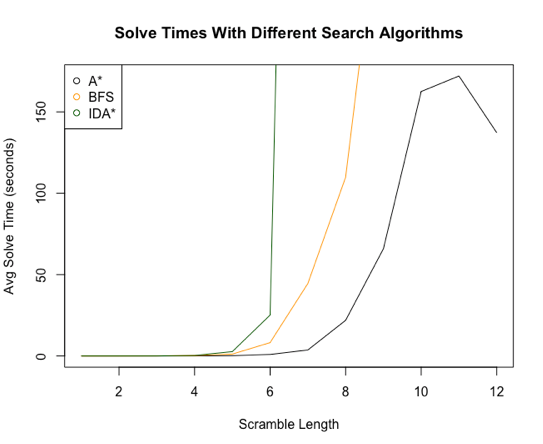 Solve Times With Different Search Algorithms
A*
BFS
IDA*
Avg Solve Time (seconds)
150
100
50
0
2 4 6 8 10 12
Scramble Length